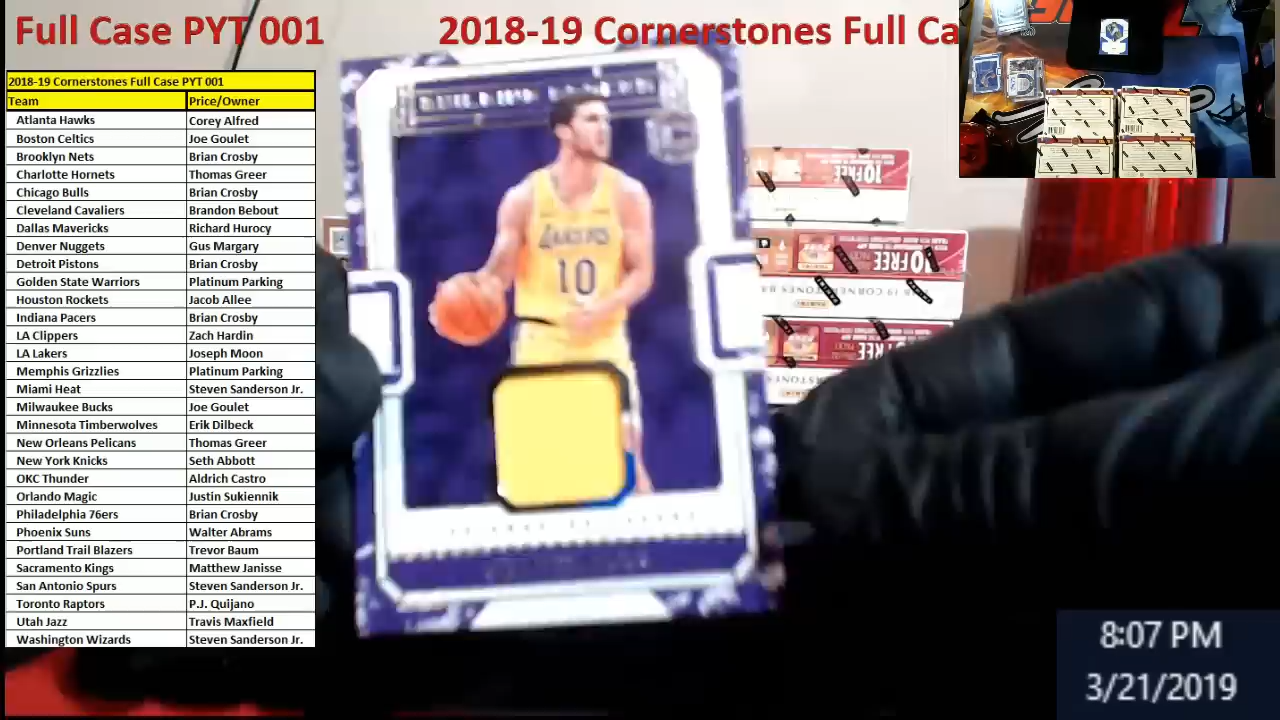 Full Case PYT 001
2018-19 Cornerstones Full Ca
2018-19 Cornerstones Full Case PYT 001
Team Price/Owner
Atlanta Hawks Corey Alfred
Boston Celtics Joe Goulet
Brooklyn Nets Brian Crosby
Charlotte Hornets Thomas Greer
Chicago Bulls Brian Crosby
Cleveland Cavaliers Brandon Bebout
Dallas Mavericks Richard Hurocy
Denver Nuggets Gus Margary
Detroit Pistons Brian Crosby
Golden State Warriors Platinum Parking
Houston Rockets Jacob Allee
Indiana Pacers Brian Crosby
LA Clippers Zach Hardin
LA Lakers Joseph Moon
Memphis Grizzlies Platinum Parking
Miami Heat Steven Sanderson Jr.
Milwaukee Bucks Joe Goulet
Minnesota Timberwolves Erik Dilbeck
New Orleans Pelicans Thomas Greer
New York Knicks Seth Abbott
OKC Thunder Aldrich Castro
Orlando Magic Justin Sukiennik
Philadelphia 76ers Brian Crosby
Phoenix Suns Walter Abrams
Portland Trail Blazers Trevor Baum
Sacramento Kings Matthew Janisse
San Antonio Spurs Steven Sanderson Jr.
Toronto Raptors P.J. Quijano
Utah Jazz Travis Maxfield
Washington Wizards Steven Sanderson Jr.
LAKERS
10
10 FREE
10 FREE
FREE
8:07 PM
3/21/2019